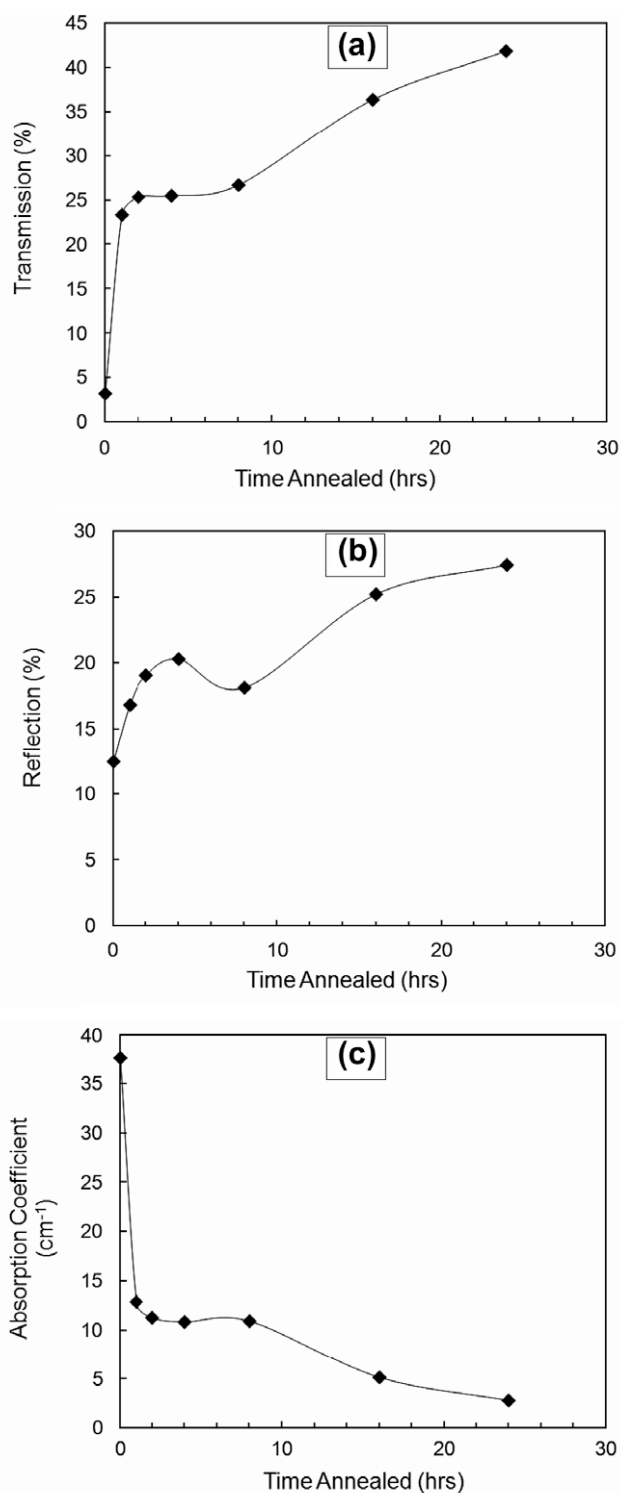 (a)
45
40
35
30
25
20
15
10
5
0
Transmission (%)
0 10 20 30
Time Annealed (hrs)
(b)
30
25
20
15
10
5
0
Reflection (%)
0 10 20 30
Time Annealed (hrs)
(c)
40
35
30
25
20
15
10
5
0
Absorption Coefficient
(cm⁻¹)
0 10 20 30
Time Annealed (hrs)